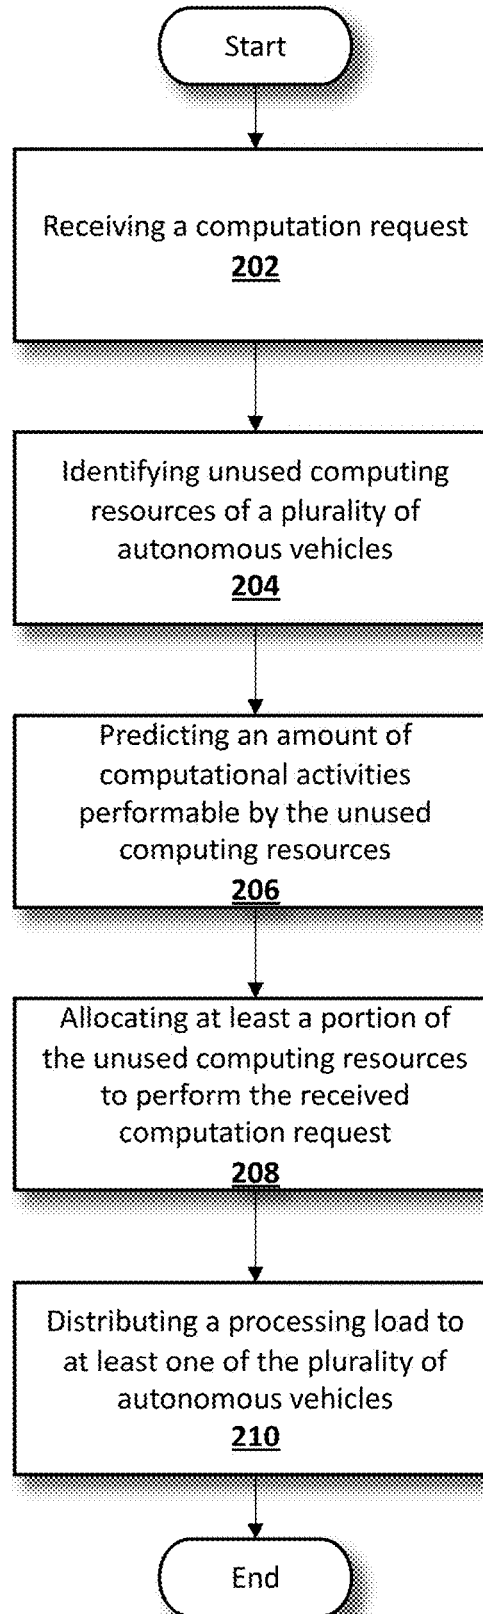 Start
Receiving a computation request
202
Identifying unused computing
resources of a plurality of
autonomous vehicles
204
Predicting an amount of
computational activities
performable by the unused
computing resources
206
Allocating at least a portion of
the unused computing resources
to perform the received
computation request
208
Distributing a processing load to
at least one of the plurality of
autonomous vehicles
210
End